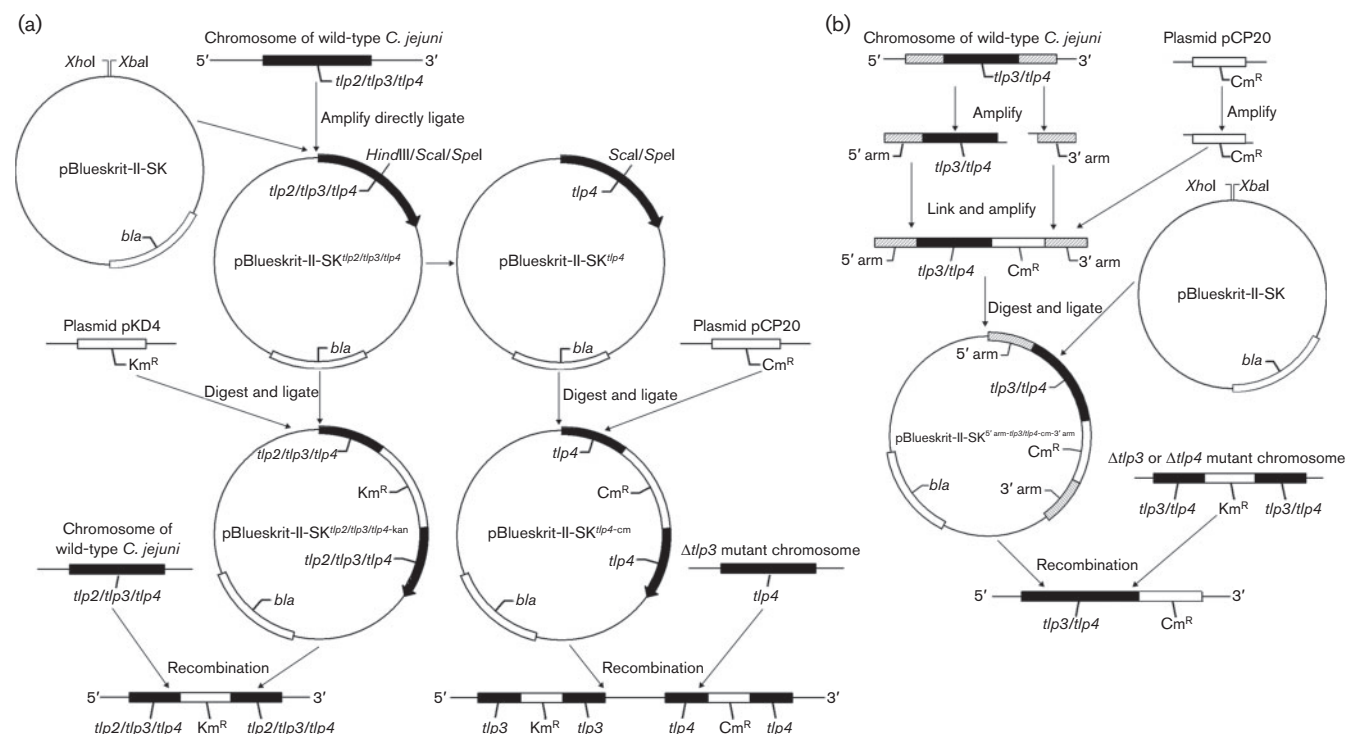 (a)
Chromosome of wild-type C. jejuni
5′ 3′
tlp2/tlp3/tlp4
XhoI XbaI
pBlueskrit-II-SK
bla
Amplify directly ligate
HindIII/ScaI/SpeI
tlp2/tlp3/tlp4
pBlueskrit-II-SKtlp2/tlp3/tlp4
bla
ScaI/SpeI
tlp4
pBlueskrit-II-SKtlp4
bla
Plasmid pKD4
KmR
Digest and ligate
Plasmid pCP20
CmR
Digest and ligate
tlp2/tlp3/tlp4
KmR
pBlueskrit-II-SKtlp2/tlp3/tlp4-kan
tlp2/tlp3/tlp4
bla
tlp4
CmR
pBlueskrit-II-SKtlp4-cm
tlp4
bla
Chromosome of
wild-type C. jejuni
tlp2/tlp3/tlp4
Δtlp3 mutant chromosome
tlp4
Recombination
Recombination
5′ 3′
tlp2/tlp3/tlp4 KmR tlp2/tlp3/tlp4
tlp3 KmR tlp3 tlp4 CmR tlp4
(b)
Chromosome of wild-type C. jejuni
5′ 3′
tlp3/tlp4
Plasmid pCP20
CmR
Amplify
Amplify
5′ arm tlp3/tlp4 3′ arm
CmR
Link and amplify
5′ arm tlp3/tlp4 CmR 3′ arm
XhoI XbaI
pBlueskrit-II-SK
bla
Digest and ligate
5′ arm
tlp3/tlp4
pBlueskrit-II-SK5′ arm-tlp3/tlp4-cm-3′ arm
CmR
3′ arm
bla
Δtlp3 or Δtlp4 mutant chromosome
tlp3/tlp4 KmR tlp3/tlp4
Recombination
5′ 3′
tlp3/tlp4 CmR